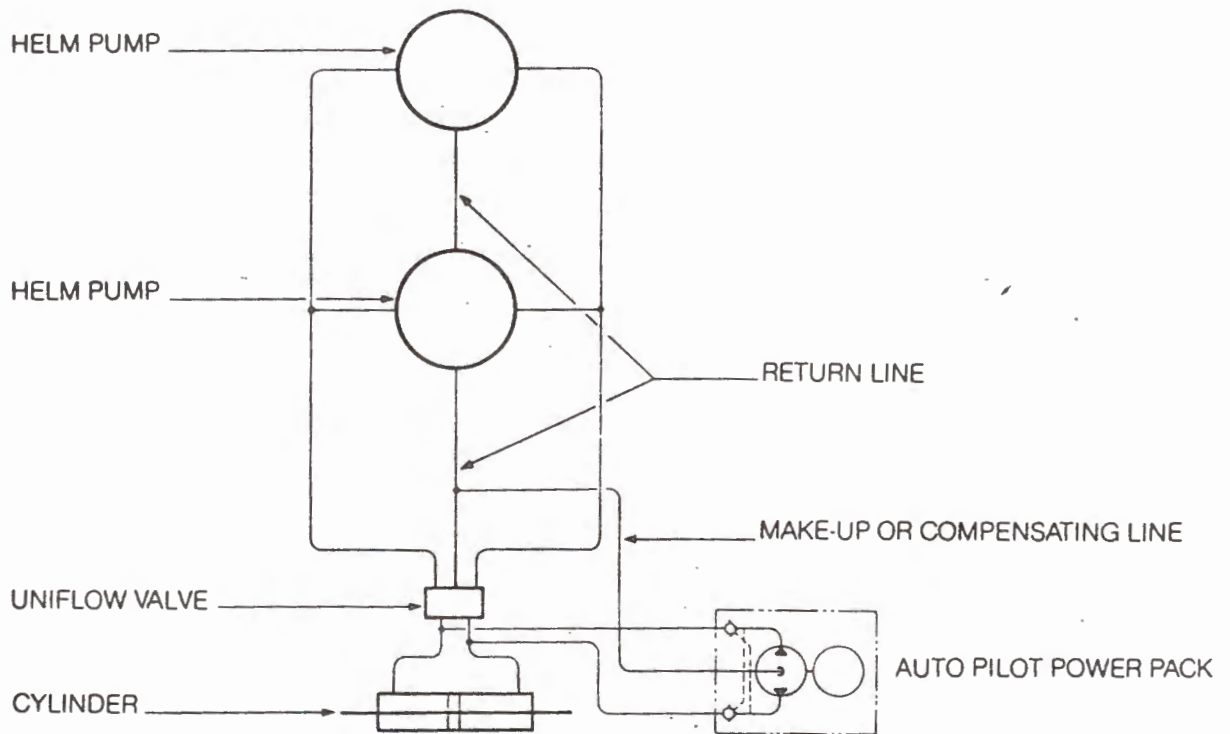 HELM PUMP
HELM PUMP
RETURN LINE
MAKE-UP OR COMPENSATING LINE
UNIFLOW VALVE
AUTO PILOT POWER PACK
CYLINDER